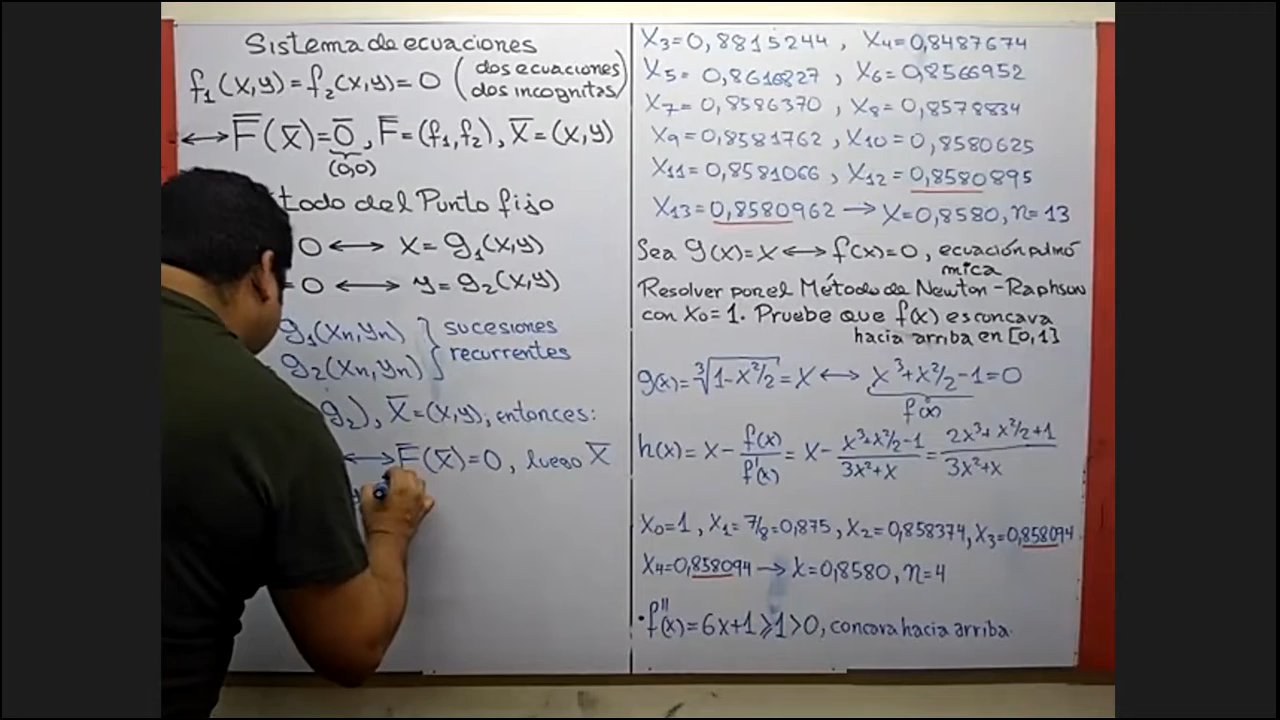 Sistema de ecuaciones
f₁(x,y)=f₂(x,y)=0 (dos ecuaciones
dos incognitas)
↔ F̅(x̅)=0̅, F̅=(f₁,f₂), x̅=(x,y)
(0,0)
todo del Punto fijo
0 ↔ x=g₁(x,y)
=0 ↔ y=g₂(x,y)
g₁(xn,yn) } sucesiones
g₂(xn,yn) } recurrentes
g₂), x̅=(x,y), entonces:
↔ F̅(x̅)=0, luego x̅
X₃=0,8815244, X₄=0,8487674
X₅=0,8616827, X₆=0,8566952
X₇=0,8586370, X₈=0,8578834
X₉=0,8581762, X₁₀=0,8580625
X₁₁=0,8581066, X₁₂=0,8580895
X₁₃=0,8580962 → X=0,8580, n=13
Sea g(x)=x ↔ f(x)=0, ecuación pulmó
mica
Resolver por el Método de Newton-Raphson
con X₀=1. Pruebe que f(x) es concava
hacia arriba en [0,1]
g(x)=∛(1-x²/2)=x ↔ x³+x²/2-1=0
f(x)
h(x)=x-f(x)/f'(x)=x-(x³+x²/2-1)/(3x²+x)=(2x³+x²/2+1)/(3x²+x)
X₀=1, X₁=7/8=0,875, X₂=0,858374, X₃=0,858094
X₄=0,858094 → X=0,8580, n=4
• f''(x)=6x+1⩾1>0, concava hacia arriba.